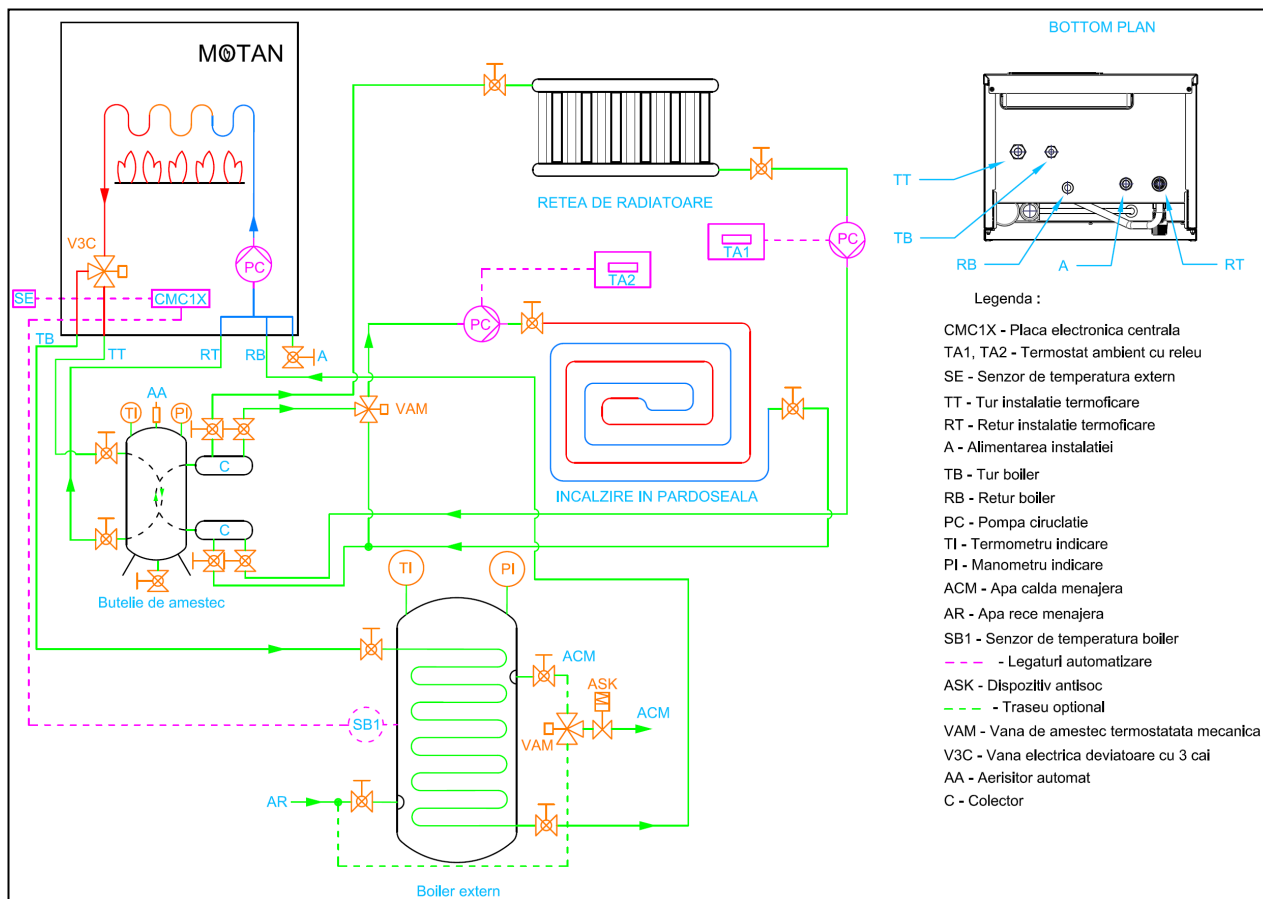 MOTAN
V3C
PC
SE
CMC1X
TB
TT
RT
RB
A
AA
TI
PI
C
C
Butelie de amestec
VAM
RETEA DE RADIATOARE
TA1
PC
TA2
PC
INCALZIRE IN PARDOSEALA
TI
PI
ACM
ASK
ACM
VAM
SB1
AR
Boiler extern
BOTTOM PLAN
TT
TB
RB
A
RT
Legenda :
CMC1X - Placa electronica centrala
TA1, TA2 - Termostat ambient cu releu
SE - Senzor de temperatura extern
TT - Tur instalatie termoficare
RT - Retur instalatie termoficare
A - Alimentarea instalatiei
TB - Tur boiler
RB - Retur boiler
PC - Pompa ciruclatie
TI - Termometru indicare
PI - Manometru indicare
ACM - Apa calda menajera
AR - Apa rece menajera
SB1 - Senzor de temperatura boiler
- Legaturi automatizare
ASK - Dispozitiv antisoc
- Traseu optional
VAM - Vana de amestec termostatata mecanica
V3C - Vana electrica deviatoare cu 3 cai
AA - Aerisitor automat
C - Colector